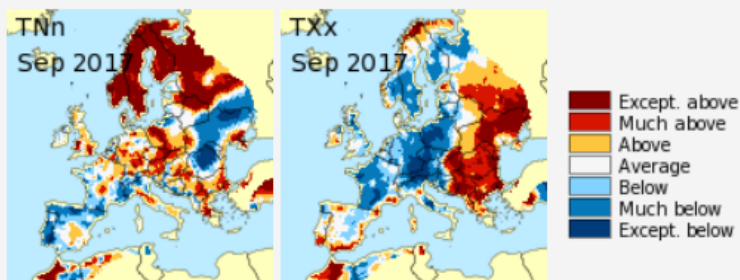 TNn
Sep 2017
TXx
Sep 2017
Except. above
Much above
Above
Average
Below
Much below
Except. below